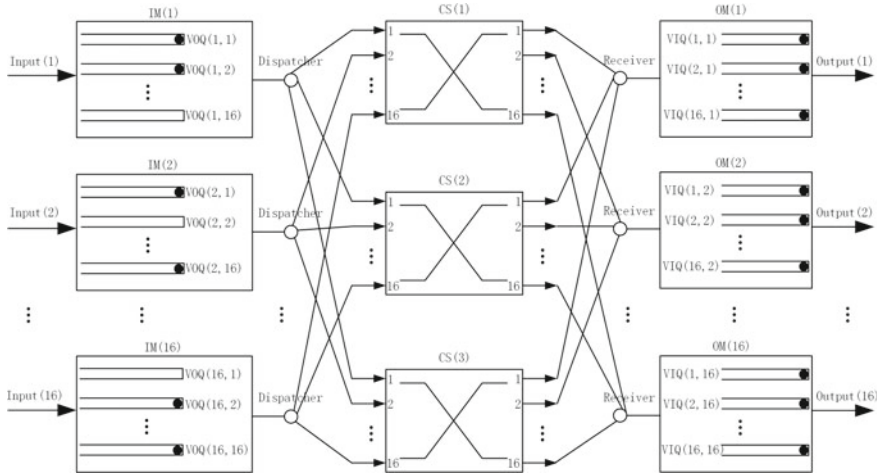 IM(1)
CS(1)
OM(1)
Input(1)
VOQ(1,1)
VOQ(1,2)
VOQ(1,16)
Dispatcher
1
2
16
1
2
16
Receiver
VIQ(1,1)
VIQ(2,1)
VIQ(16,1)
Output(1)
IM(2)
CS(2)
OM(2)
Input(2)
VOQ(2,1)
VOQ(2,2)
VOQ(2,16)
Dispatcher
1
2
16
1
2
16
Receiver
VIQ(1,2)
VIQ(2,2)
VIQ(16,2)
Output(2)
IM(16)
CS(3)
OM(16)
Input(16)
VOQ(16,1)
VOQ(16,2)
VOQ(16,16)
Dispatcher
1
2
16
1
2
16
Receiver
VIQ(1,16)
VIQ(2,16)
VIQ(16,16)
Output(16)